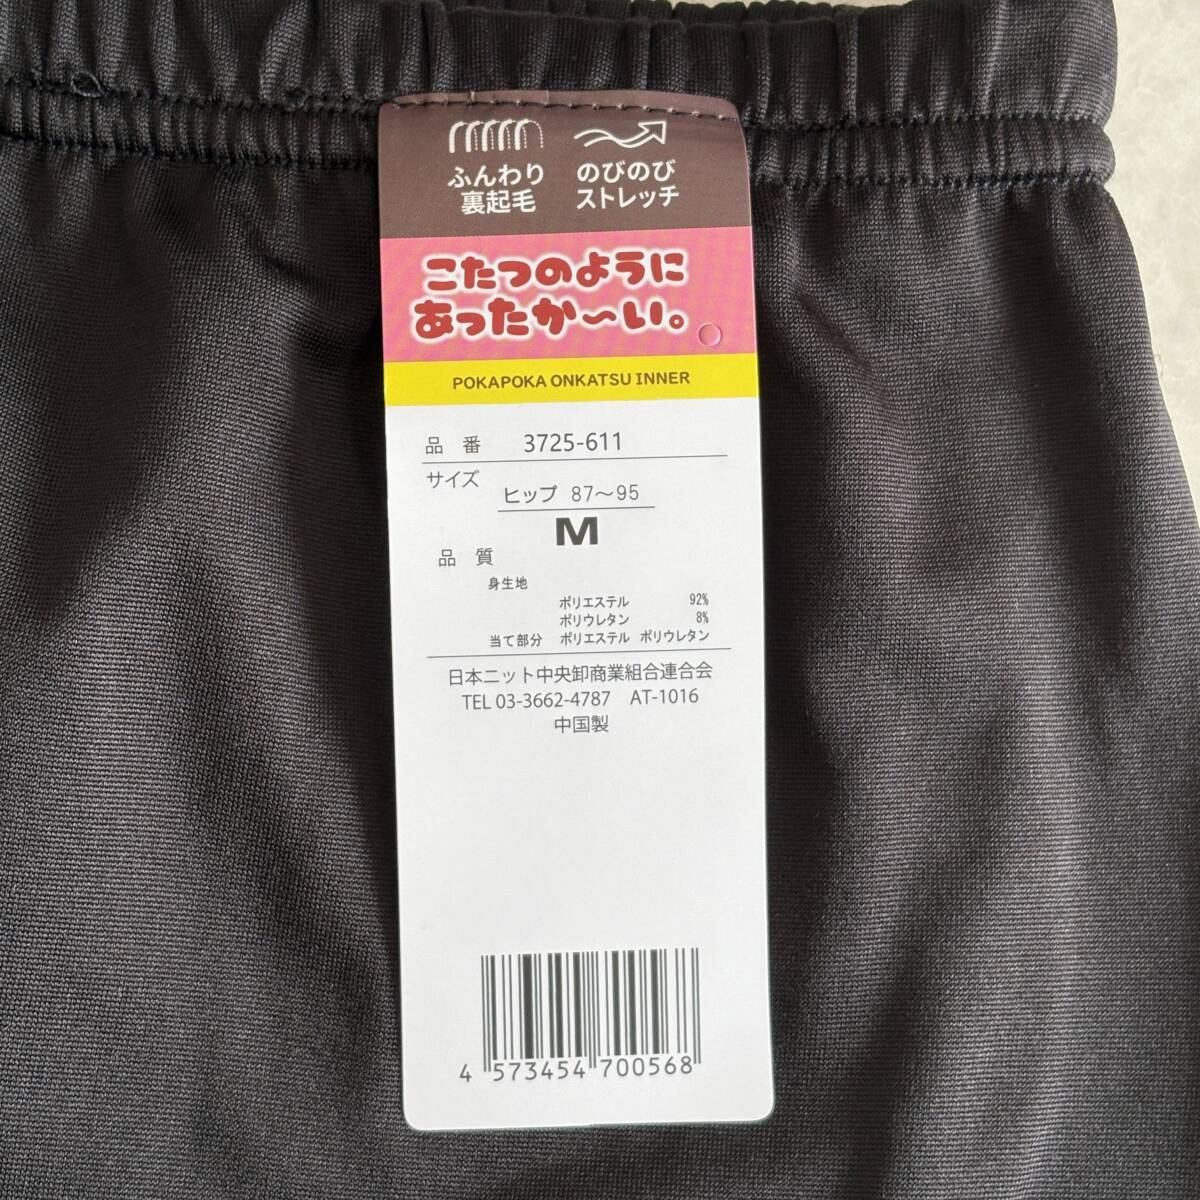 ふんわり
裏起毛
のびのび
ストレッチ
こたつのように
あったか〜い。
POKAPOKA ONKATSU INNER
品 番 3725-611
サイズ
ヒップ 87〜95
M
品 質
身生地
ポリエステル 92%
ポリウレタン 8%
当て部分 ポリエステル ポリウレタン
日本ニット中央卸商業組合連合会
TEL 03-3662-4787 AT-1016
中国製
4 573454 700568